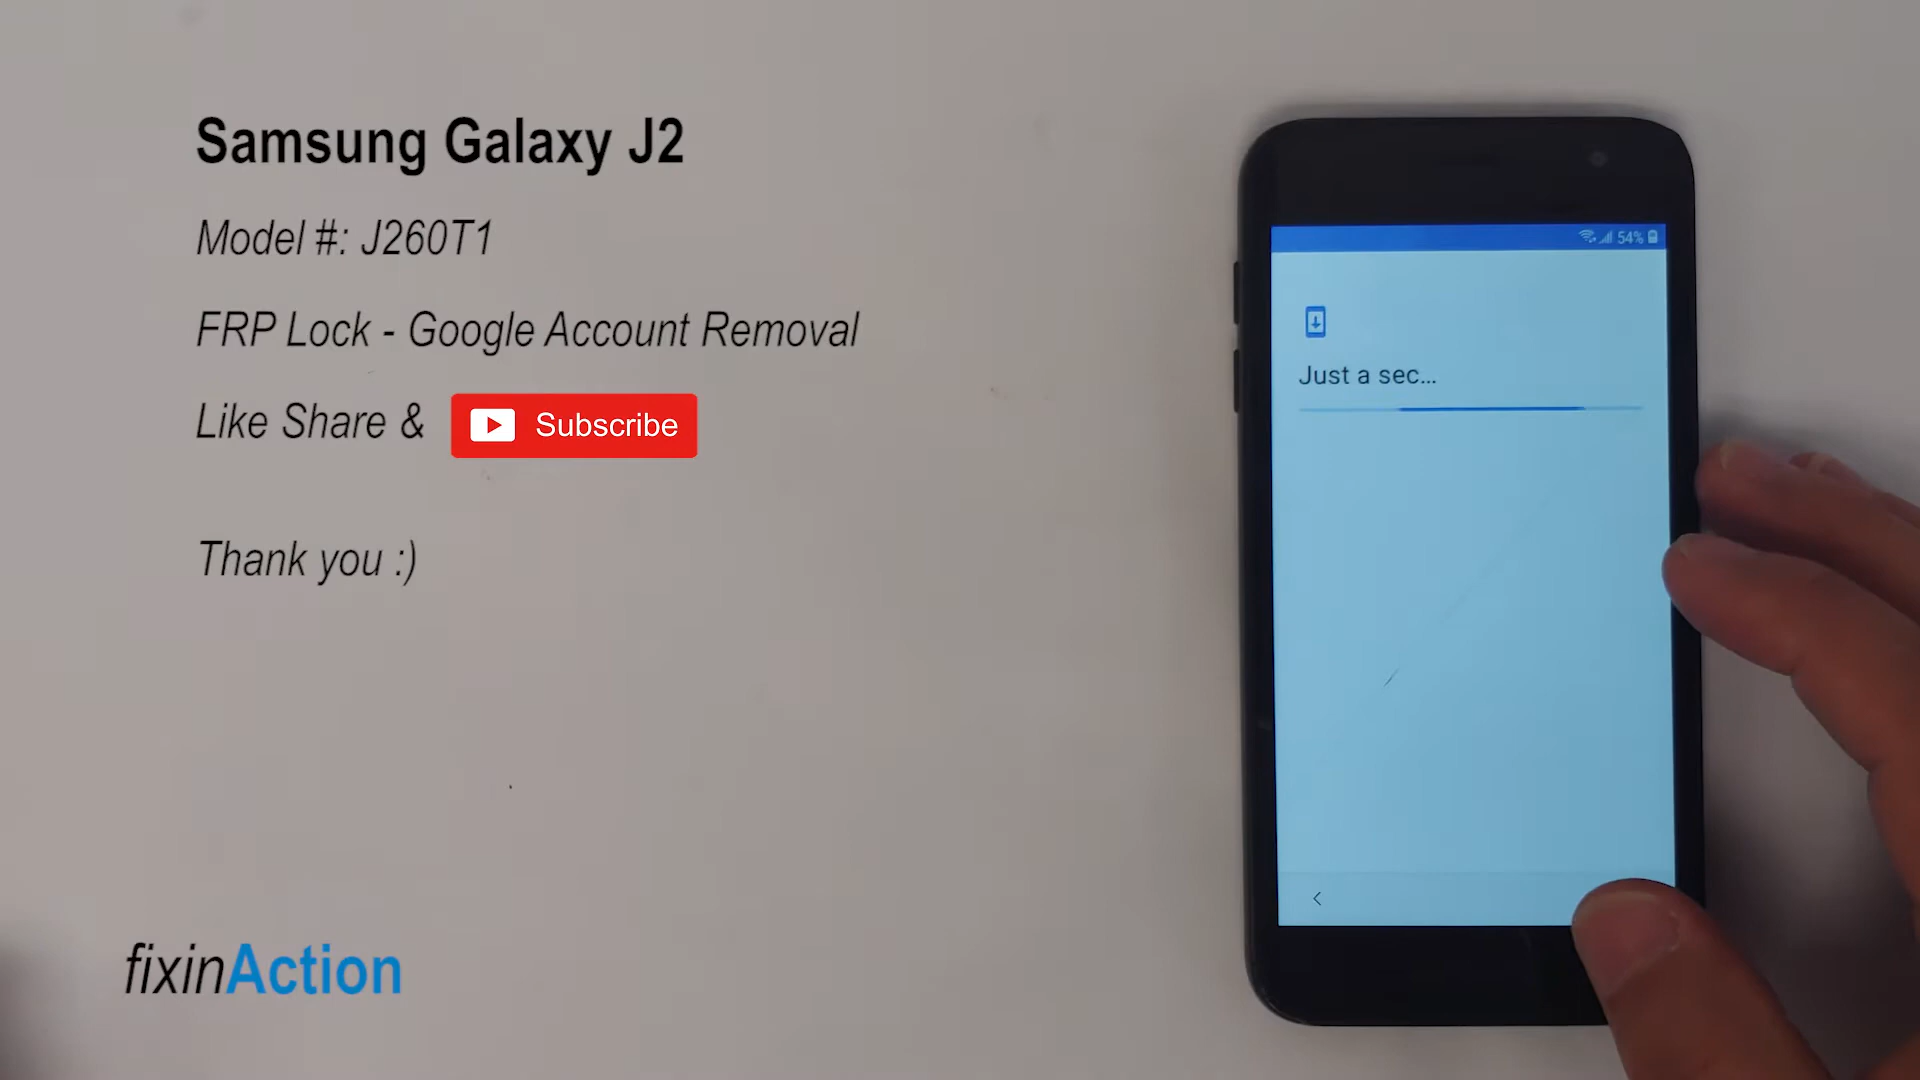 Samsung Galaxy J2
Model #: J260T1
FRP Lock - Google Account Removal
Like Share &
Subscribe
Thank you :)
fixinAction
54%
Just a sec...